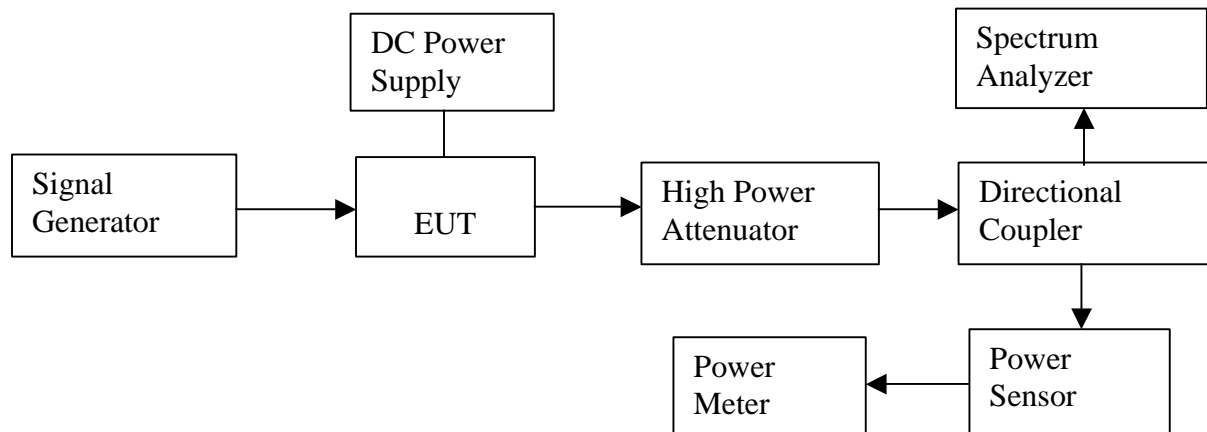 DC Power
Supply
Spectrum
Analyzer
Signal
Generator
EUT
High Power
Attenuator
Directional
Coupler
Power
Meter
Power
Sensor